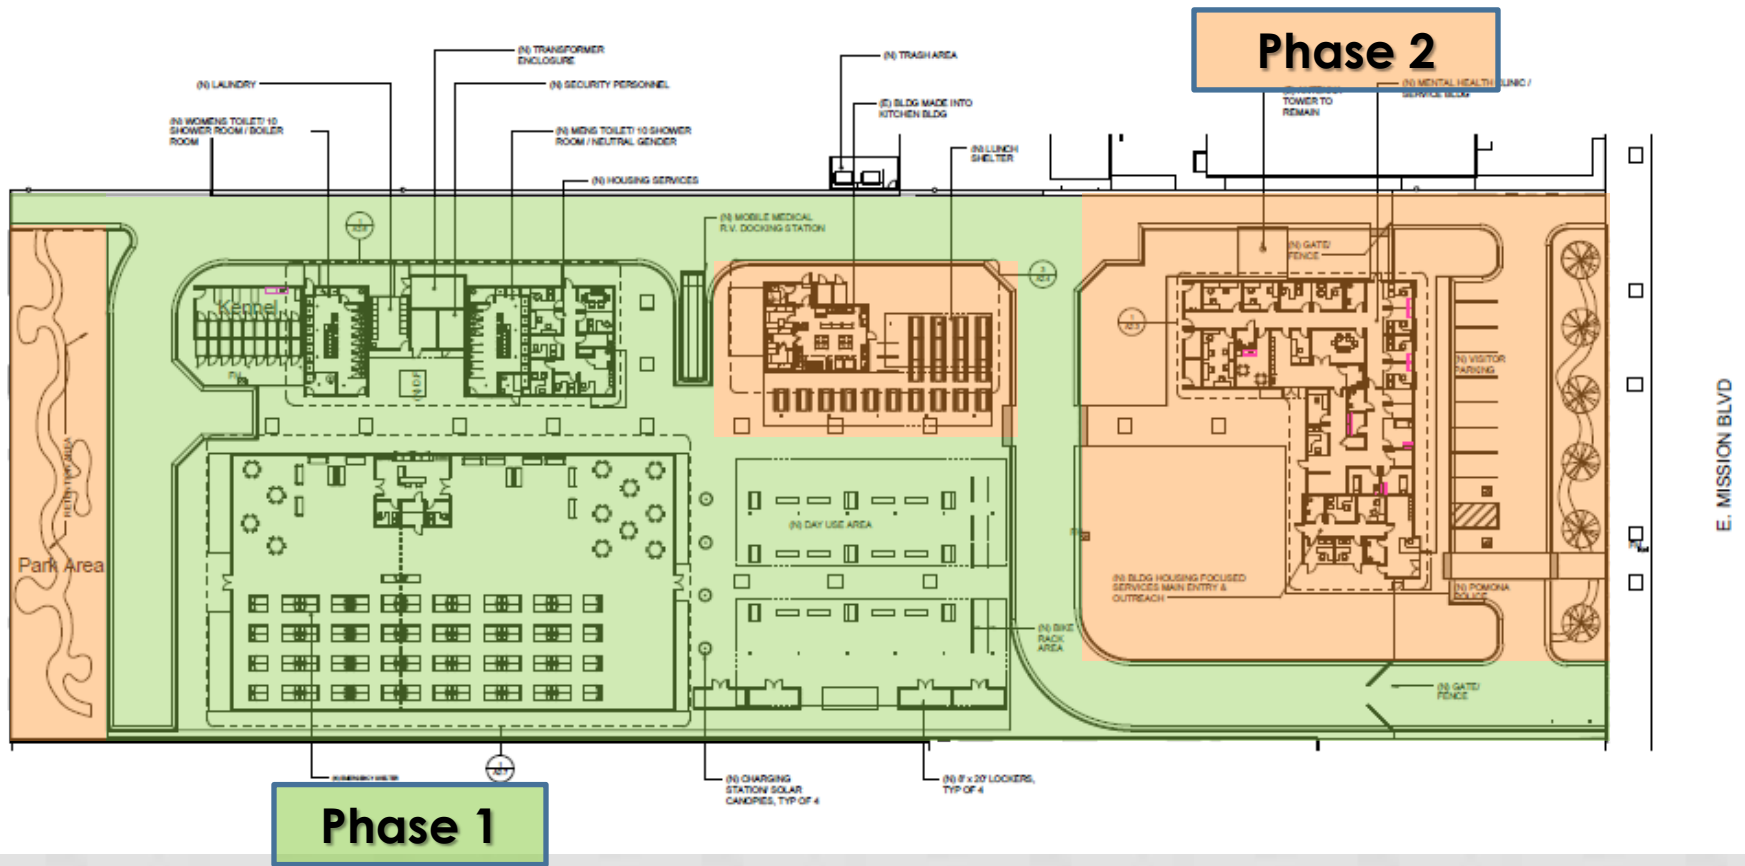 Phase 2
(N) TRANSFORMER
ENCLOSURE
(N) TRASH AREA
(N) LAUNDRY
(N) SECURITY PERSONNEL
(N) MENTAL HEALTH CLINIC /
SERVICE BLDG
TOWER TO
REMAIN
(E) BLDG MADE INTO
KITCHEN BLDG
(N) WOMENS TOILET/ 10
SHOWER ROOM / BOILER
ROOM
(N) MENS TOILET/ 10 SHOWER
ROOM / NEUTRAL GENDER
(N) LUNCH
SHELTER
(N) HOUSING SERVICES
(N) MOBILE MEDICAL
R.V. DOCKING STATION
(N) GATE/
FENCE
Kennel
(N) VISITOR
PARKING
E. MISSION BLVD
RETENTION AREA
(N) DAY USE AREA
Park Area
(N) BLDG HOUSING FOCUSED
SERVICES MAIN ENTRY &
OUTREACH
(N) POMONA
POLICE
(N) BIKE
RACK
AREA
(N) GATE/
FENCE
(N) CHARGING
STATION/ SOLAR
CANOPIES, TYP OF 4
(N) 8' x 20' LOCKERS,
TYP OF 4
Phase 1